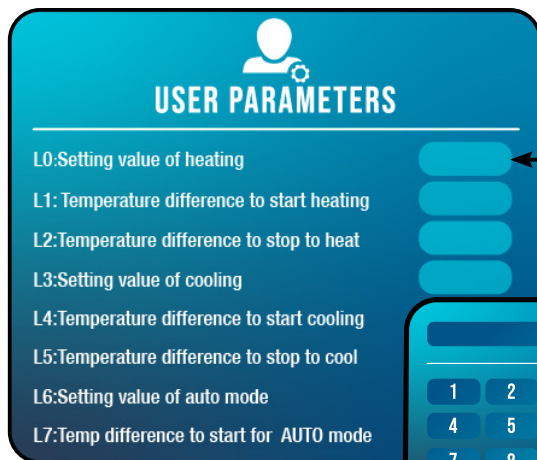 USER PARAMETERS
L0:Setting value of heating
L1: Temperature difference to start heating
L2:Temperature difference to stop to heat
L3:Setting value of cooling
L4:Temperature difference to start cooling
L5:Temperature difference to stop to cool
L6:Setting value of auto mode
L7:Temp difference to start for AUTO mode
1 2
4 5
7 8